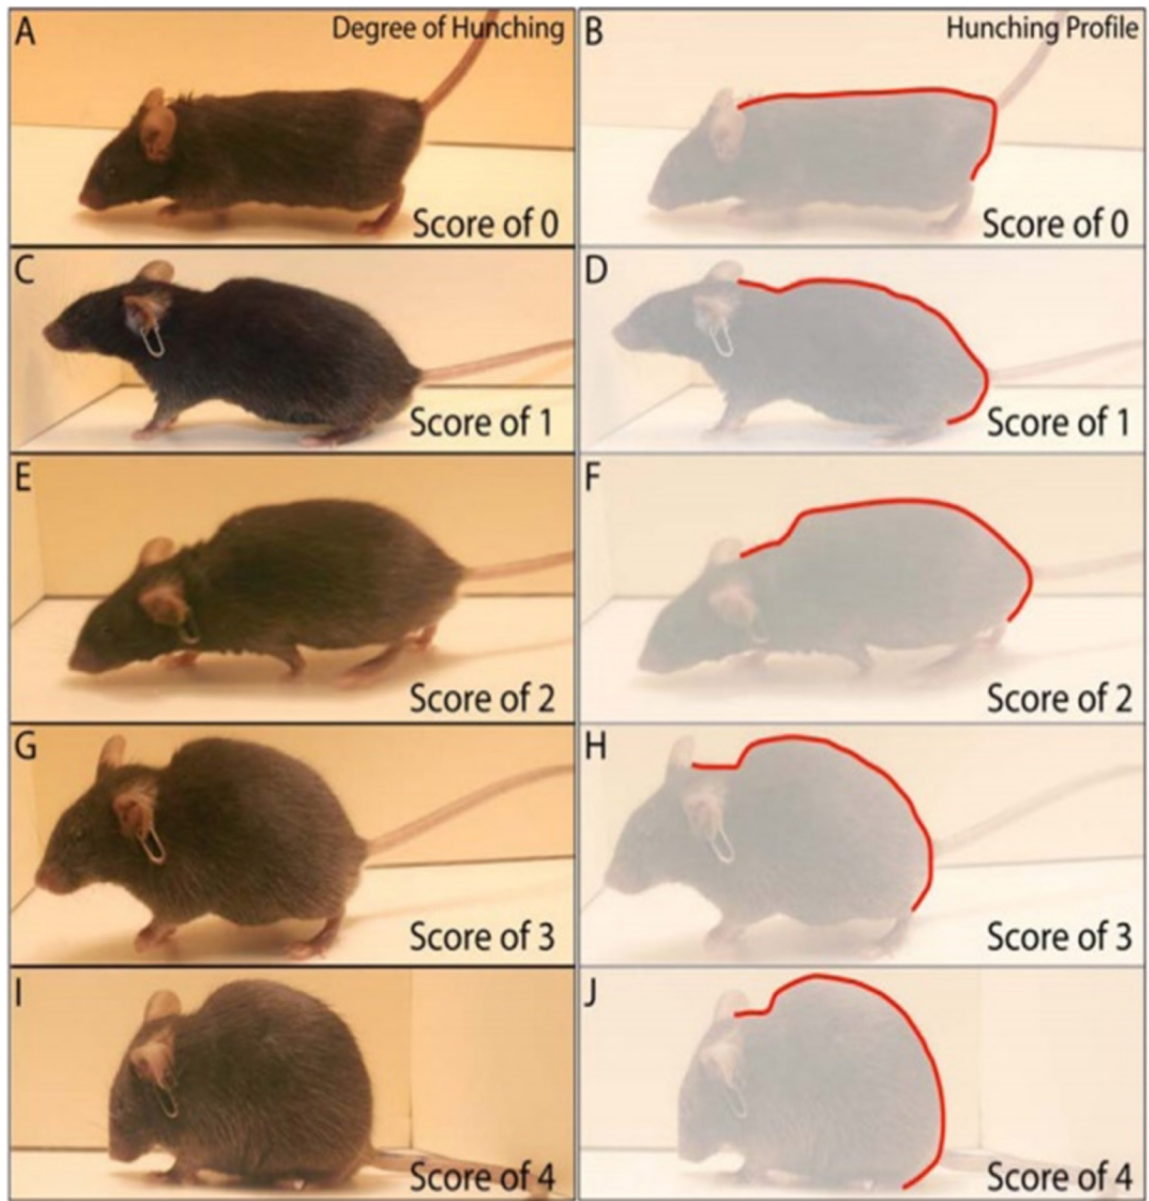 A
Degree of Hunching
Score of 0
B
Hunching Profile
Score of 0
C
Score of 1
D
Score of 1
E
Score of 2
F
Score of 2
G
Score of 3
H
Score of 3
I
Score of 4
J
Score of 4